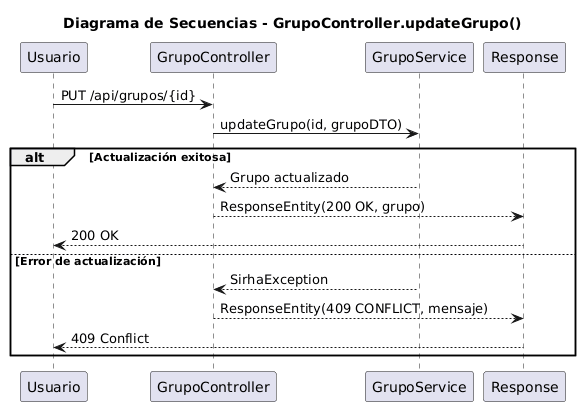 Diagrama de Secuencias - GrupoController.updateGrupo()
Usuario GrupoController GrupoService Response
PUT /api/grupos/{id}
updateGrupo(id, grupoDTO)
alt [Actualización exitosa]
Grupo actualizado
ResponseEntity(200 OK, grupo)
200 OK
[Error de actualización]
SirhaException
ResponseEntity(409 CONFLICT, mensaje)
409 Conflict
Usuario GrupoController GrupoService Response